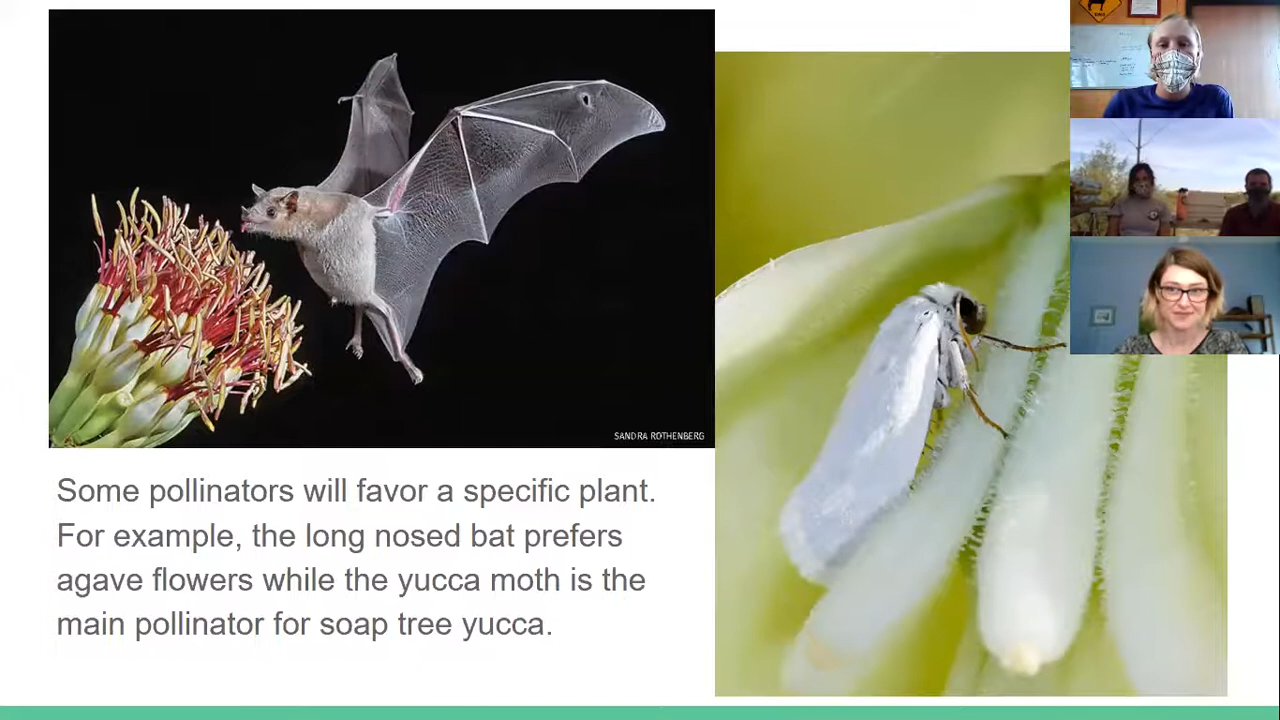 SANDRA ROTHENBERG
Some pollinators will favor a specific plant.
For example, the long nosed bat prefers
agave flowers while the yucca moth is the
main pollinator for soap tree yucca.